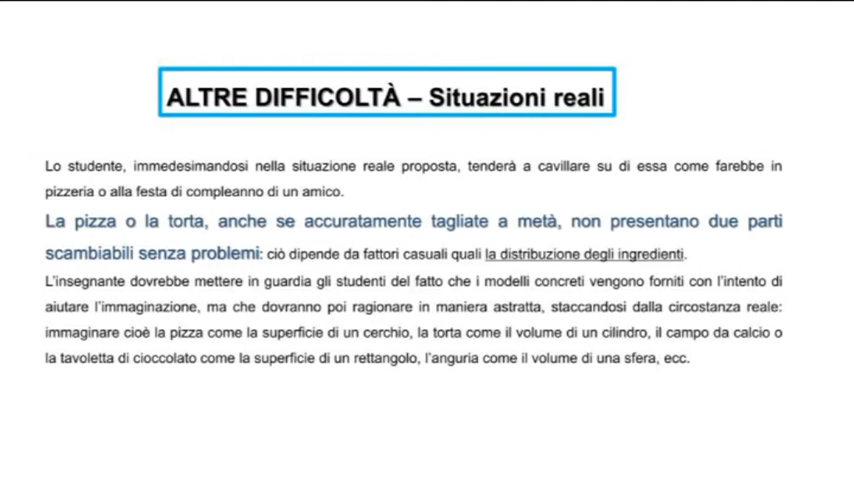 ALTRE DIFFICOLTÀ – Situazioni reali
Lo studente, immedesimandosi nella situazione reale proposta, tenderà a cavillare su di essa come farebbe in
pizzeria o alla festa di compleanno di un amico.
La pizza o la torta, anche se accuratamente tagliate a metà, non presentano due parti
scambiabili senza problemi: ciò dipende da fattori casuali quali la distribuzione degli ingredienti.
L'insegnante dovrebbe mettere in guardia gli studenti del fatto che i modelli concreti vengono forniti con l'intento di
aiutare l'immaginazione, ma che dovranno poi ragionare in maniera astratta, staccandosi dalla circostanza reale:
immaginare cioè la pizza come la superficie di un cerchio, la torta come il volume di un cilindro, il campo da calcio o
la tavoletta di cioccolato come la superficie di un rettangolo, l'anguria come il volume di una sfera, ecc.